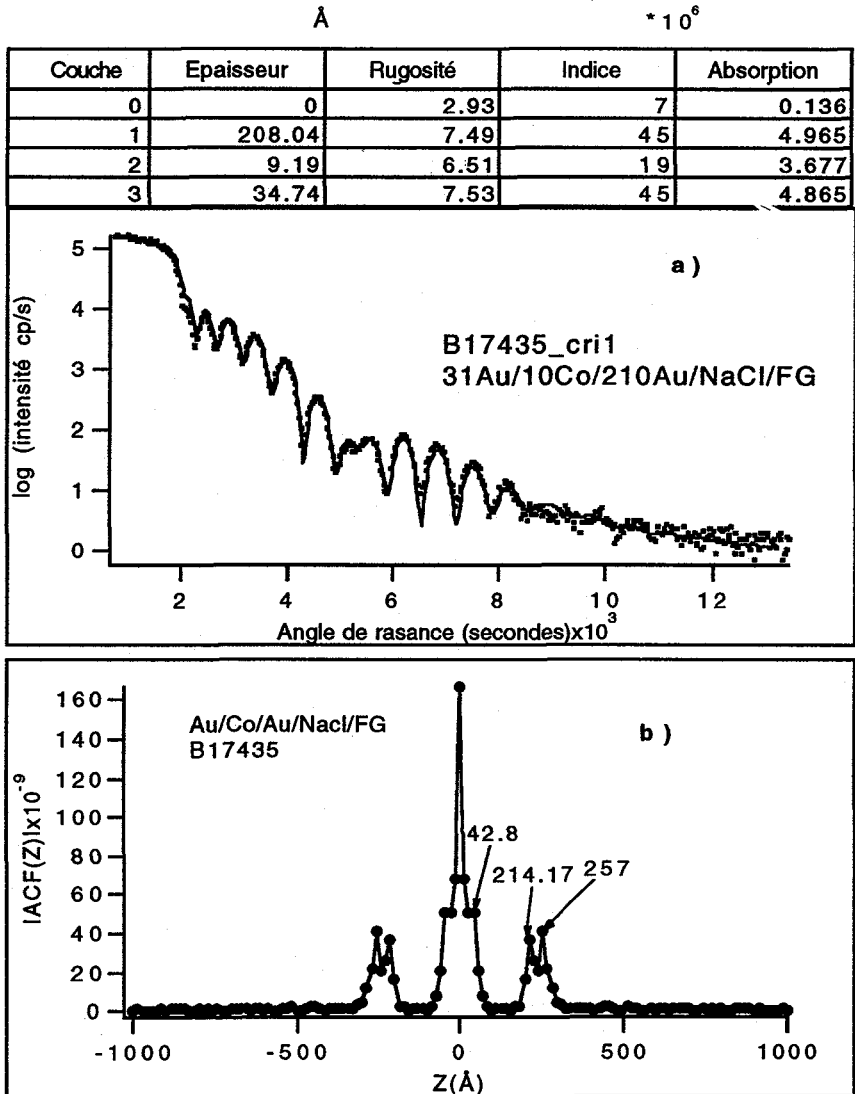 Å * 10⁶
Couche Epaisseur Rugosité Indice Absorption
0 0 2.93 7 0.136
1 208.04 7.49 45 4.965
2 9.19 6.51 19 3.677
3 34.74 7.53 45 4.865
a )
B17435_cri1
31Au/10Co/210Au/NaCl/FG
log (intensité cp/s)
5
4
3
2
1
0
2 4 6 8 10 12
Angle de rasance (secondes)x10³
Au/Co/Au/Nacl/FG
B17435
b )
|ACF(Z)|x10⁻⁹
160
140
120
100
80
60
40
20
0
42.8
214.17
257
-1000 -500 0 500 1000
Z(Å)